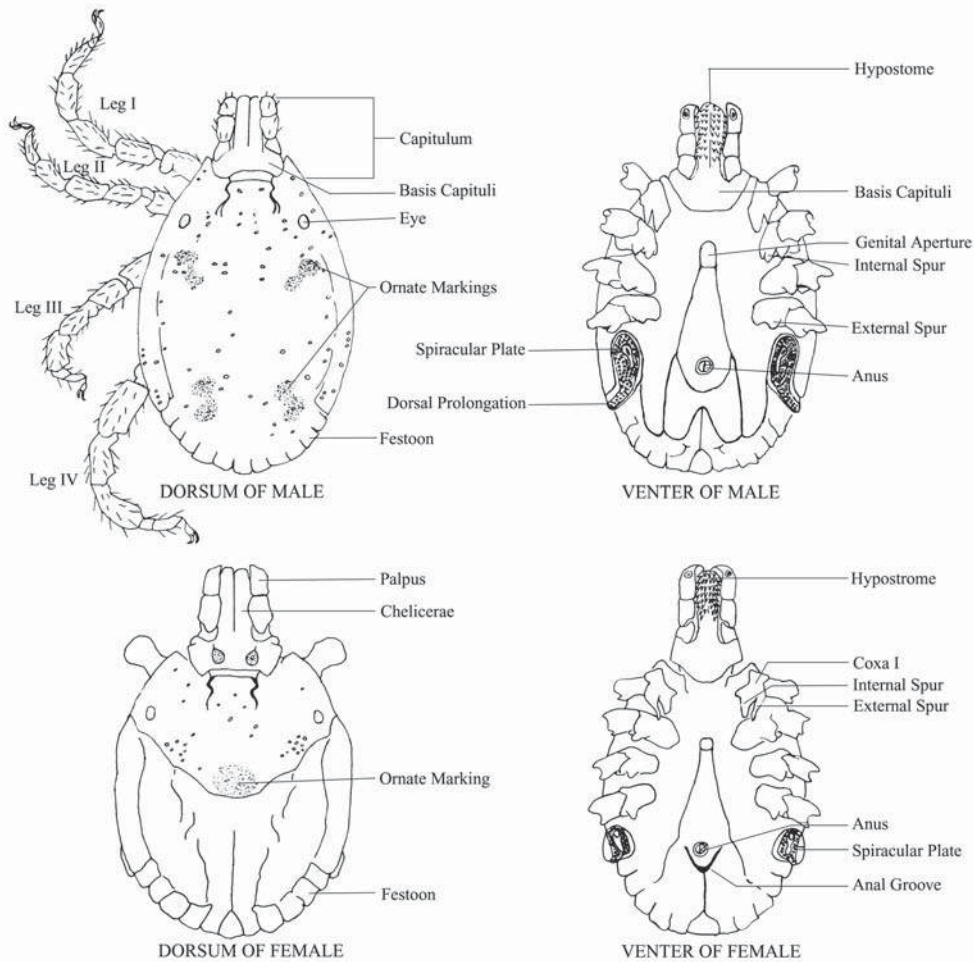 Leg I
Leg II
Leg III
Leg IV
Capitulum
Basis Capituli
Eye
Ornate Markings
Festoon
DORSUM OF MALE
Hypostome
Basis Capituli
Genital Aperture
Internal Spur
External Spur
Spiracular Plate
Anus
Dorsal Prolongation
VENTER OF MALE
Palpus
Chelicerae
Ornate Marking
Festoon
DORSUM OF FEMALE
Hypostrome
Coxa I
Internal Spur
External Spur
Anus
Spiracular Plate
Anal Groove
VENTER OF FEMALE